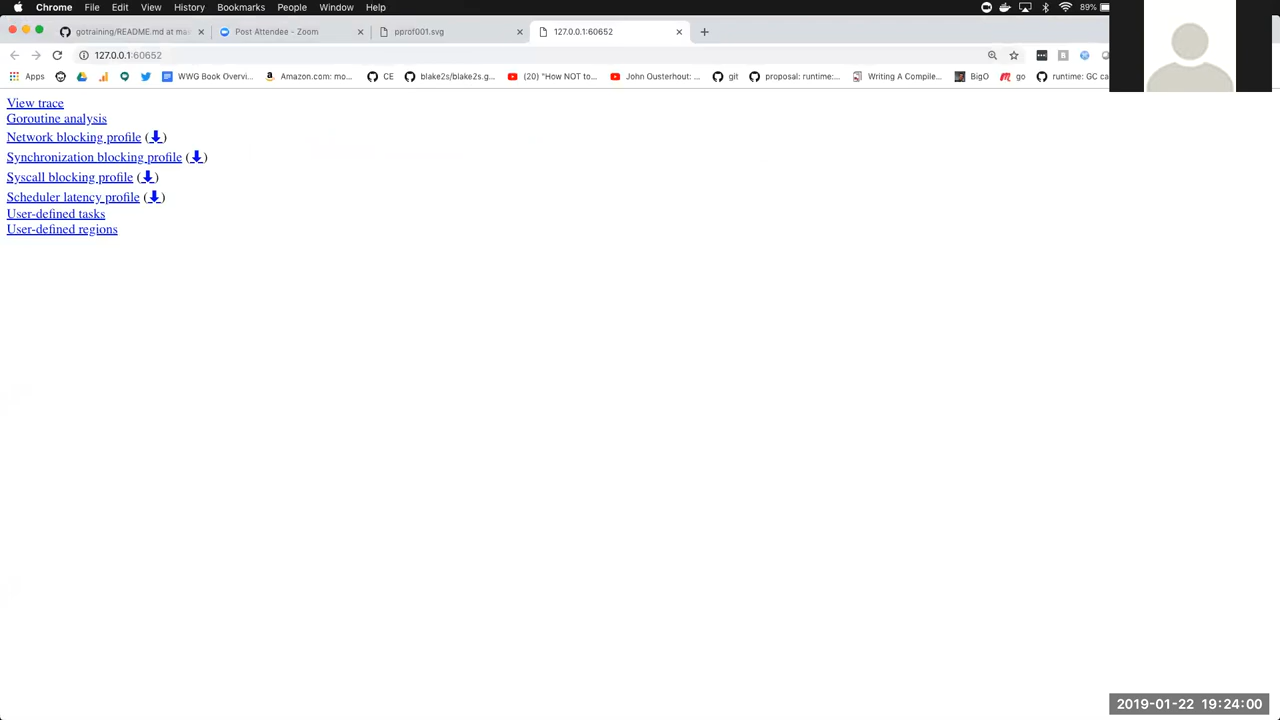 Chrome File Edit View History Bookmarks People Window Help 89%
gotraining/README.md at mas Post Attendee - Zoom pprof001.svg 127.0.0.1:60652
127.0.0.1:60652
Apps WWG Book Overvi... Amazon.com: mo... CE blake2s/blake2s.g... (20) "How NOT to... John Ousterhout: ... git proposal: runtime:... Writing A Compile... BigO go runtime: GC ca
View trace
Goroutine analysis
Network blocking profile (⬇)
Synchronization blocking profile (⬇)
Syscall blocking profile (⬇)
Scheduler latency profile (⬇)
User-defined tasks
User-defined regions
2019-01-22 19:24:00